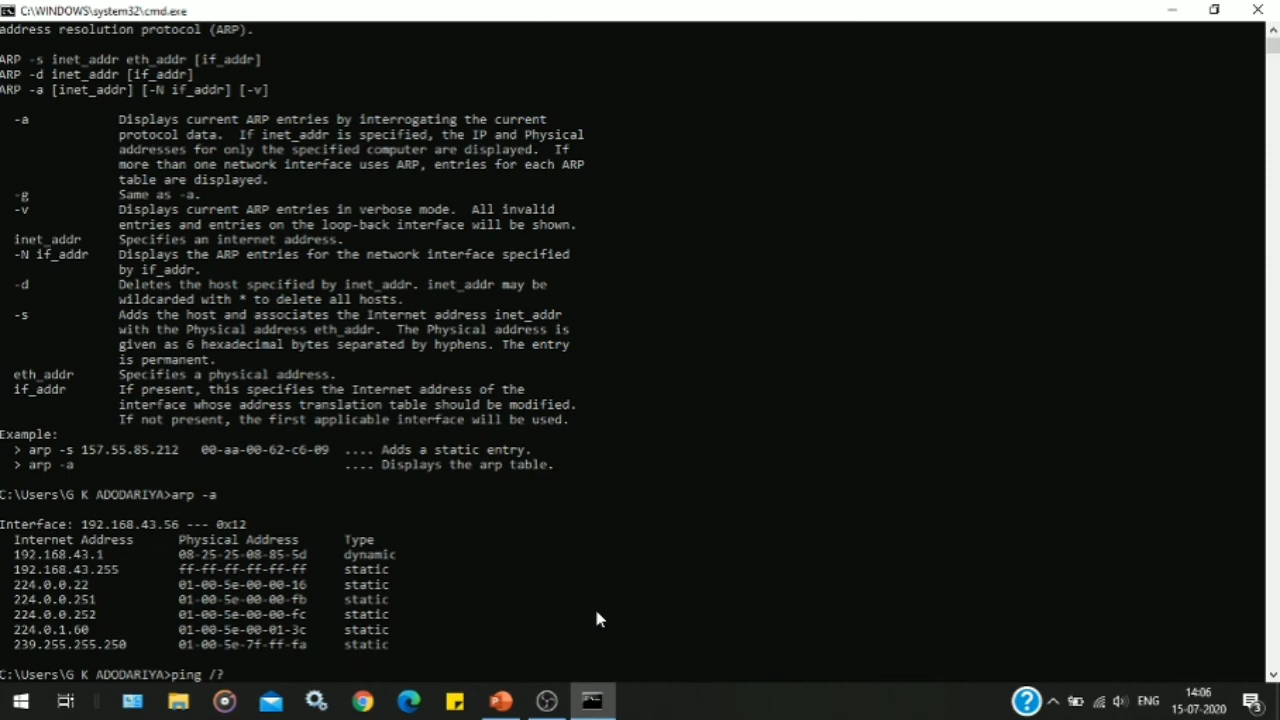 C:\WINDOWS\system32\cmd.exe
address resolution protocol (ARP).
ARP -s inet_addr eth_addr [if_addr]
ARP -d inet_addr [if_addr]
ARP -a [inet_addr] [-N if_addr] [-v]
-a Displays current ARP entries by interrogating the current
protocol data. If inet_addr is specified, the IP and Physical
addresses for only the specified computer are displayed. If
more than one network interface uses ARP, entries for each ARP
table are displayed.
-g Same as -a.
-v Displays current ARP entries in verbose mode. All invalid
entries and entries on the loop-back interface will be shown.
inet_addr Specifies an internet address.
-N if_addr Displays the ARP entries for the network interface specified
by if_addr.
-d Deletes the host specified by inet_addr. inet_addr may be
wildcarded with * to delete all hosts.
-s Adds the host and associates the Internet address inet_addr
with the Physical address eth_addr. The Physical address is
given as 6 hexadecimal bytes separated by hyphens. The entry
is permanent.
eth_addr Specifies a physical address.
if_addr If present, this specifies the Internet address of the
interface whose address translation table should be modified.
If not present, the first applicable interface will be used.
Example:
> arp -s 157.55.85.212 00-aa-00-62-c6-09 .... Adds a static entry.
> arp -a .... Displays the arp table.
C:\Users\G K ADODARIYA>arp -a
Interface: 192.168.43.56 --- 0x12
Internet Address Physical Address Type
192.168.43.1 08-25-25-08-85-5d dynamic
192.168.43.255 ff-ff-ff-ff-ff-ff static
224.0.0.22 01-00-5e-00-00-16 static
224.0.0.251 01-00-5e-00-00-fb static
224.0.0.252 01-00-5e-00-00-fc static
224.0.1.60 01-00-5e-00-01-3c static
239.255.255.250 01-00-5e-7f-ff-fa static
C:\Users\G K ADODARIYA>ping /?
ENG
14:06
15-07-2020
3